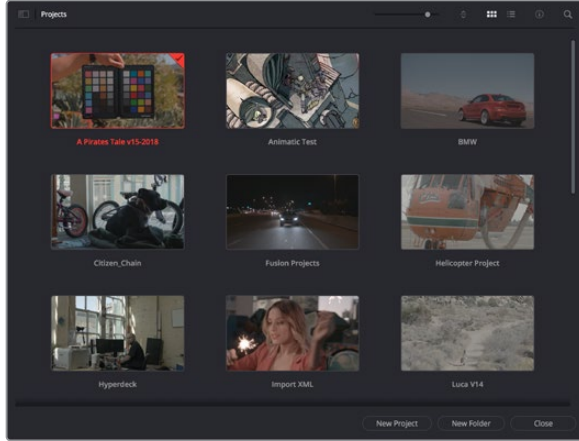 Projects
A Pirates Tale v15-2018
Animatic Test
BMW
Citizen_Chain
Fusion Projects
Helicopter Project
Hyperdeck
Import XML
Luca V14
New Project
New Folder
Close